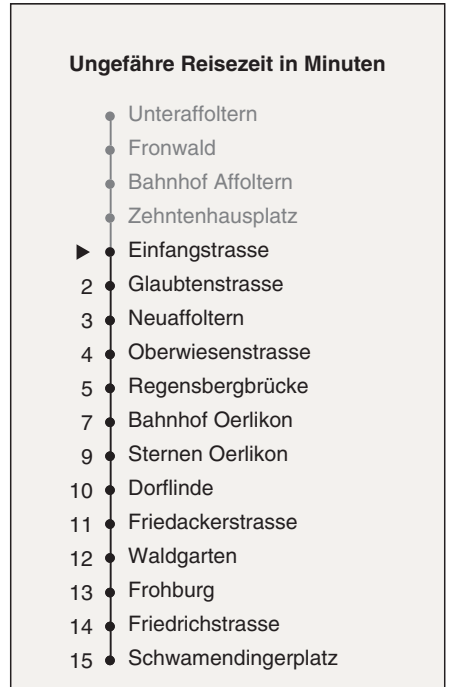 Ungefähre Reisezeit in Minuten
Unteraffoltern
Fronwald
Bahnhof Affoltern
Zehntenhausplatz
Einfangstrasse
2 Glaubtenstrasse
3 Neuaffoltern
4 Oberwiesenstrasse
5 Regensbergbrücke
7 Bahnhof Oerlikon
9 Sternen Oerlikon
10 Dorflinde
11 Friedackerstrasse
12 Waldgarten
13 Frohburg
14 Friedrichstrasse
15 Schwamendingerplatz